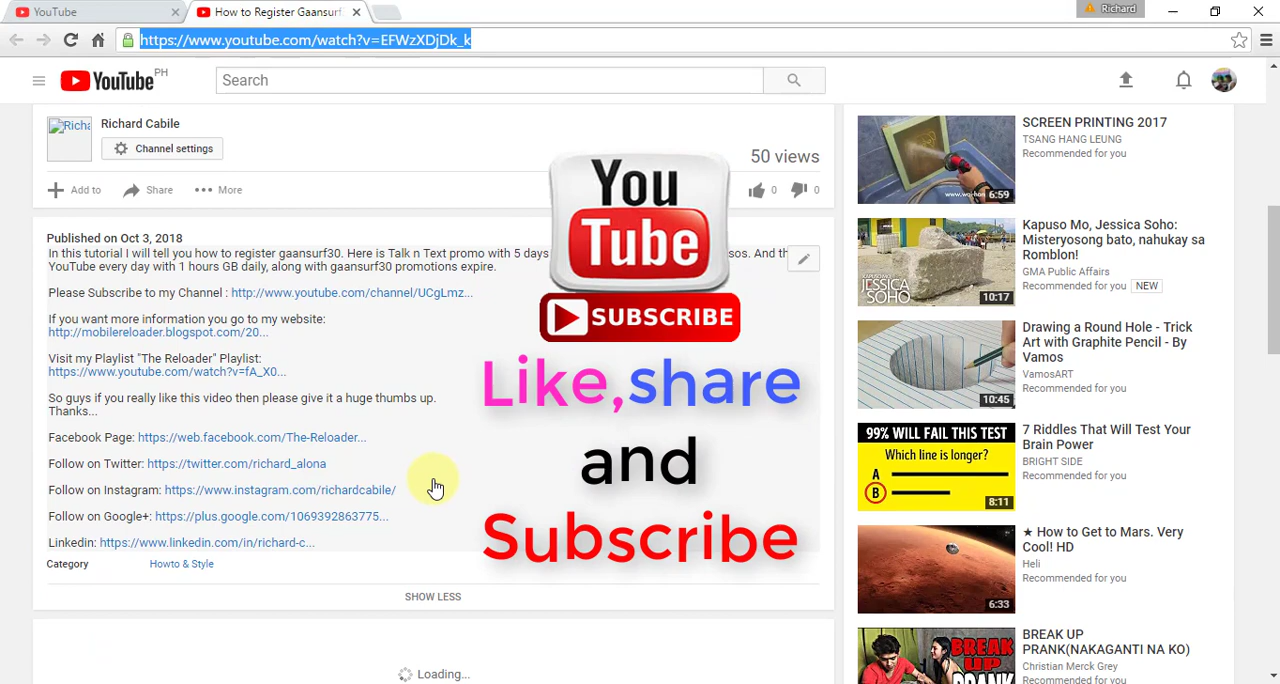 YouTube
How to Register Gaansurf
Richard
https://www.youtube.com/watch?v=EFWzXDjDk_k
YouTube PH
Search
Richard Cabile
Channel settings
50 views
Add to
Share
More
0
0
Published on Oct 3, 2018
In this tutorial I will tell you how to register gaansurf30. Here is Talk n Text promo with 5 days
sos. And th
YouTube every day with 1 hours GB daily, along with gaansurf30 promotions expire.
Please Subscribe to my Channel : http://www.youtube.com/channel/UCgLmz...
If you want more information you go to my website:
http://mobilereloader.blogspot.com/20...
Visit my Playlist "The Reloader" Playlist:
https://www.youtube.com/watch?v=fA_X0...
So guys if you really like this video then please give it a huge thumbs up.
Thanks...
Facebook Page: https://web.facebook.com/The-Reloader...
Follow on Twitter: https://twitter.com/richard_alona
Follow on Instagram: https://www.instagram.com/richardcabile/
Follow on Google+: https://plus.google.com/1069392863775...
Linkedin: https://www.linkedin.com/in/richard-c...
Category
Howto & Style
SHOW LESS
Loading...
You
Tube
SUBSCRIBE
Like,share
and
Subscribe
SCREEN PRINTING 2017
TSANG HANG LEUNG
Recommended for you
6:59
Kapuso Mo, Jessica Soho:
Misteryosong bato, nahukay sa
Romblon!
GMA Public Affairs
Recommended for you
NEW
KAPUSO MO
JESSICA
SOHO
10:17
Drawing a Round Hole - Trick
Art with Graphite Pencil - By
Vamos
VamosART
Recommended for you
10:45
7 Riddles That Will Test Your
Brain Power
BRIGHT SIDE
Recommended for you
99% WILL FAIL THIS TEST
Which line is longer?
A
B
8:11
★ How to Get to Mars. Very
Cool! HD
Heli
Recommended for you
6:33
BREAK UP
PRANK(NAKAGANTI NA KO)
Christian Merck Grey
Recommended for you
BREAK
UP